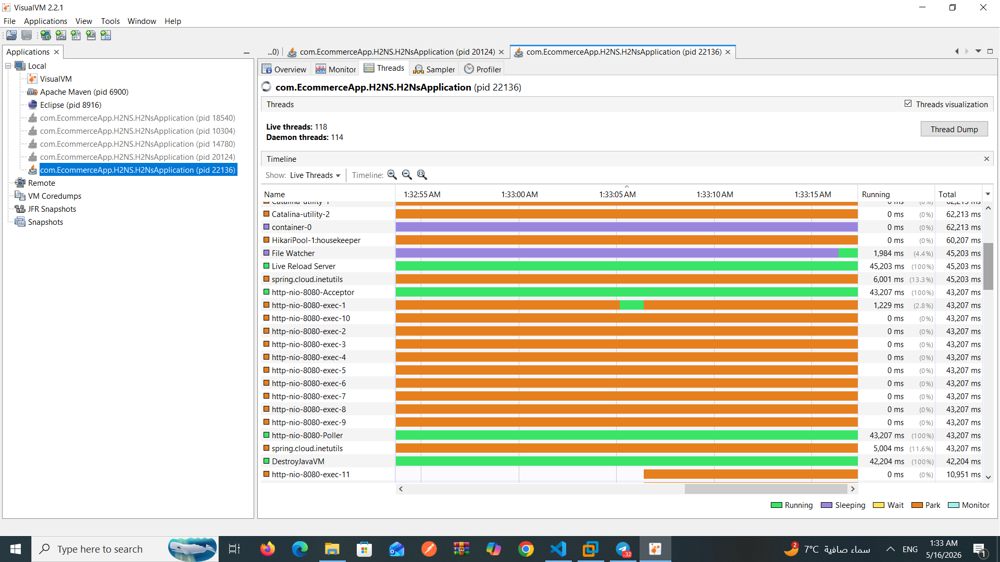 VisualVM 2.2.1
File Applications View Tools Window Help
Applications
...0) com.EcommerceApp.H2NS.H2NsApplication (pid 20124) com.EcommerceApp.H2NS.H2NsApplication (pid 22136)
Local
VisualVM
Apache Maven (pid 6900)
Eclipse (pid 8916)
com.EcommerceApp.H2NS.H2NsApplication (pid 18540)
com.EcommerceApp.H2NS.H2NsApplication (pid 10304)
com.EcommerceApp.H2NS.H2NsApplication (pid 14780)
com.EcommerceApp.H2NS.H2NsApplication (pid 20124)
com.EcommerceApp.H2NS.H2NsApplication (pid 22136)
Remote
VM Coredumps
JFR Snapshots
Snapshots
Overview Monitor Threads Sampler Profiler
com.EcommerceApp.H2NS.H2NsApplication (pid 22136)
Threads Threads visualization
Live threads: 118
Daemon threads: 114
Thread Dump
Timeline
Show: Live Threads Timeline:
Name 1:32:55 AM 1:33:00 AM 1:33:05 AM 1:33:10 AM 1:33:15 AM Running Total
Catalina-utility-1 0 ms (0%) 62,213 ms
Catalina-utility-2 0 ms (0%) 62,213 ms
container-0 0 ms (0%) 62,213 ms
HikariPool-1:housekeeper 0 ms (0%) 60,207 ms
File Watcher 1,984 ms (4.4%) 45,203 ms
Live Reload Server 45,203 ms (100%) 45,203 ms
spring.cloud.inetutils 6,001 ms (13.3%) 45,203 ms
http-nio-8080-Acceptor 43,207 ms (100%) 43,207 ms
http-nio-8080-exec-1 1,229 ms (2.8%) 43,207 ms
http-nio-8080-exec-10 0 ms (0%) 43,207 ms
http-nio-8080-exec-2 0 ms (0%) 43,207 ms
http-nio-8080-exec-3 0 ms (0%) 43,207 ms
http-nio-8080-exec-4 0 ms (0%) 43,207 ms
http-nio-8080-exec-5 0 ms (0%) 43,207 ms
http-nio-8080-exec-6 0 ms (0%) 43,207 ms
http-nio-8080-exec-7 0 ms (0%) 43,207 ms
http-nio-8080-exec-8 0 ms (0%) 43,207 ms
http-nio-8080-exec-9 0 ms (0%) 43,207 ms
http-nio-8080-Poller 43,207 ms (100%) 43,207 ms
spring.cloud.inetutils 5,004 ms (11.6%) 43,207 ms
DestroyJavaVM 42,204 ms (100%) 42,204 ms
http-nio-8080-exec-11 0 ms (0%) 10,951 ms
Running Sleeping Wait Park Monitor
Type here to search
32
2
7°C سماء صافية
ENG
1:33 AM
5/16/2026
1